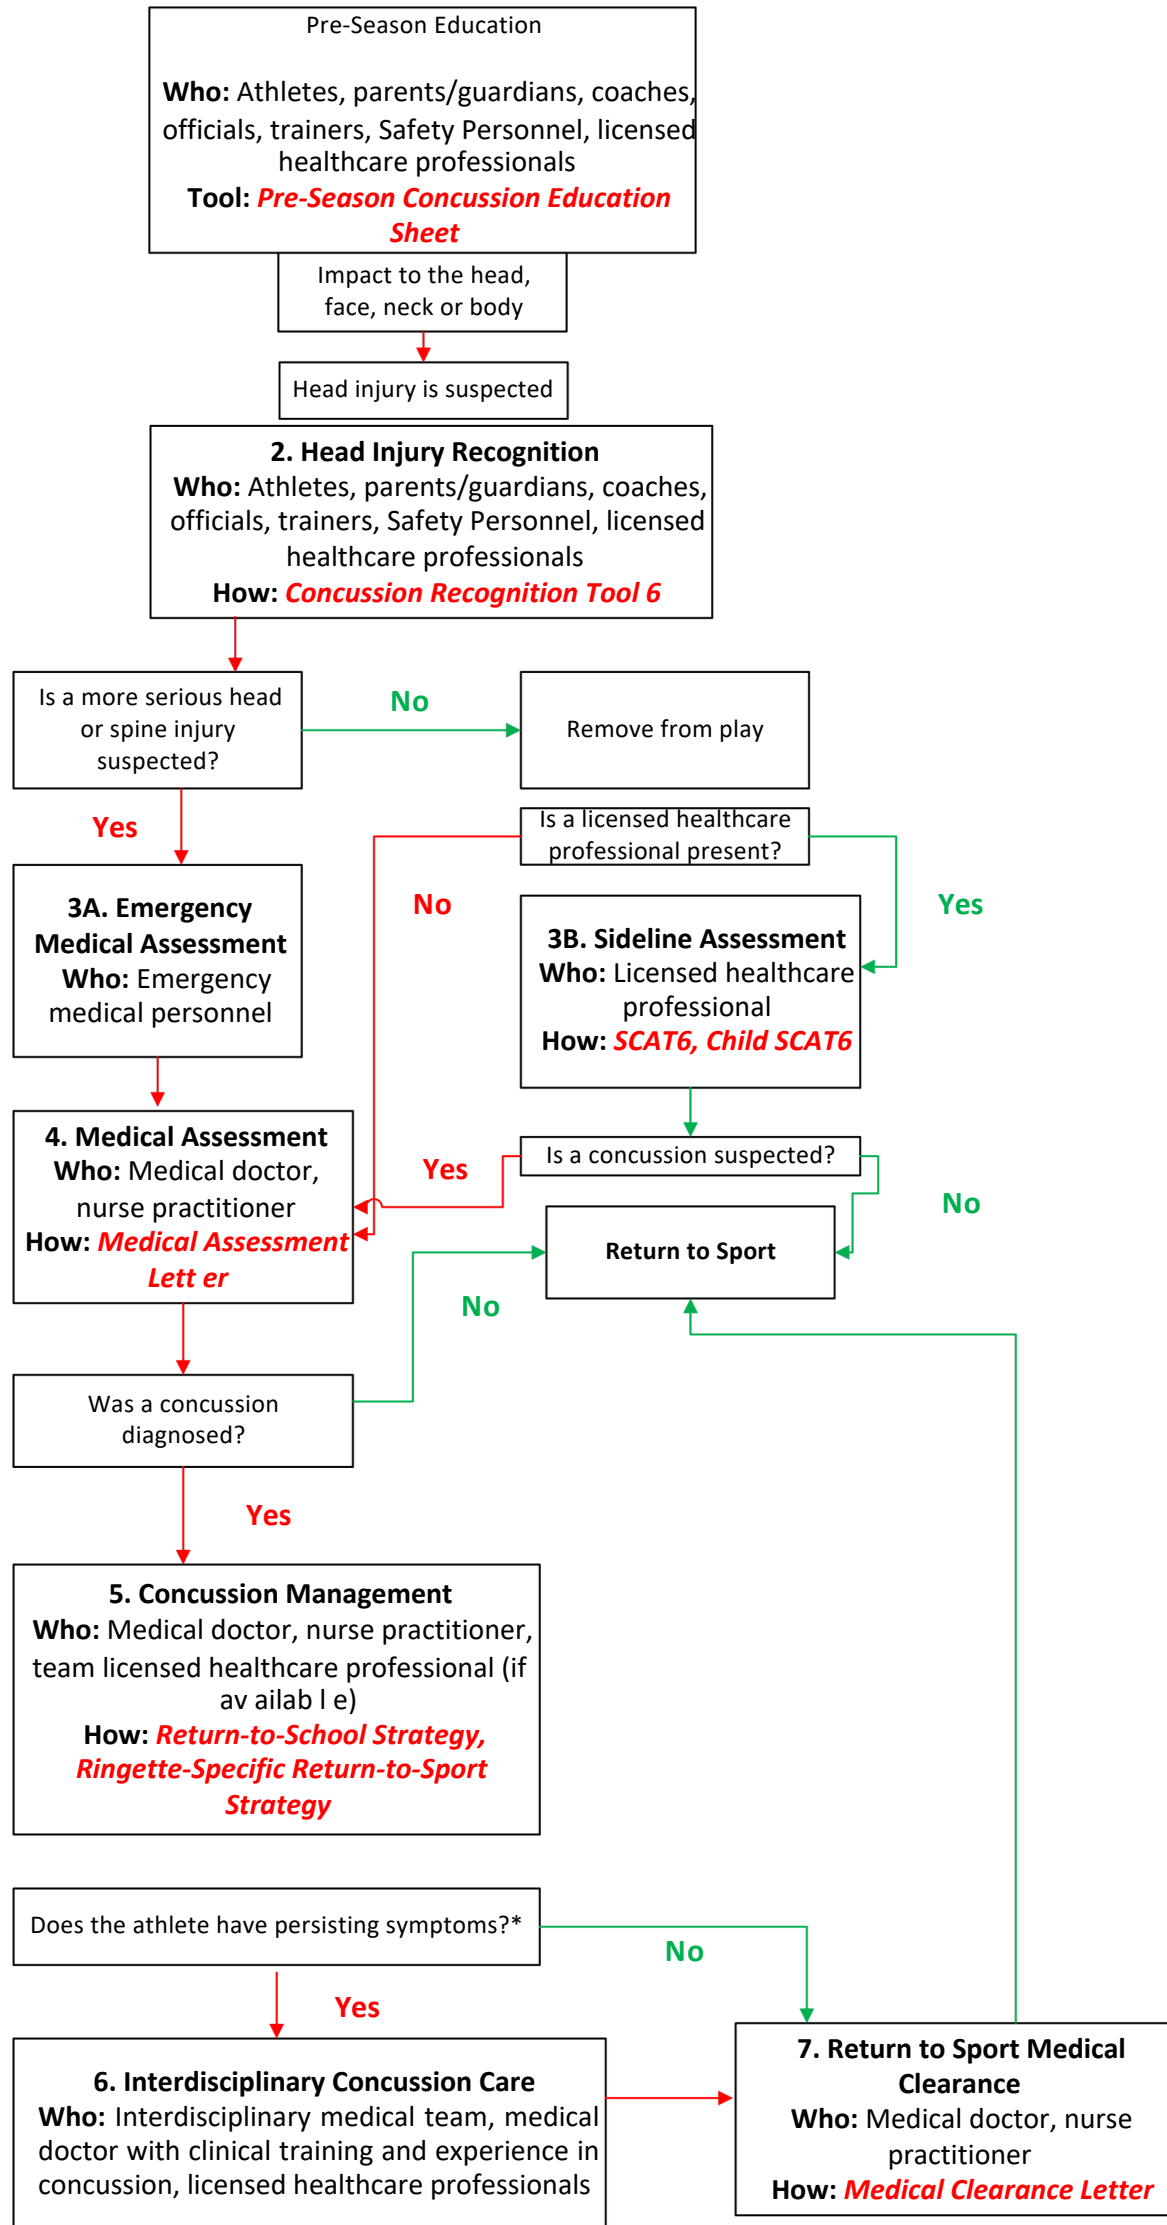 Pre-Season Education
Who: Athletes, parents/guardian, coaches,
officials, trainers, Safety Personnel, licensed
healthcare professionals
Tool: Pre-Season Concussion Education
Sheet
Impact to the head,
face, neck or body
Head injury is suspected
2. Head Injury Recognition
Who: Athletes, parents/guardians, coaches,
officials, trainers, Safety Personnel, licensed
healthcare professionals
How: Concussion Recognition Tool 6
Is a more serious head
or spine injury
suspected?
No
Remove from play
Yes
Is a licensed healthcare
professional present?
No
Yes
3A. Emergency
Medical Assessment
Who: Emergency
medical personnel
3B. Sideline Assessment
Who: Licensed healthcare
professional
How: SCAT6, Child SCAT6
4. Medical Assessment
Who: Medical doctor,
nurse practitioner
How: Medical Assessment
Lett er
Yes
Is a concussion suspected?
No
Return to Sport
No
Was a concussion
diagnosed?
Yes
5. Concussion Management
Who: Medical doctor, nurse practitioner,
team licensed healthcare professional (if
av ailab l e)
How: Return-to-School Strategy,
Ringette-Specific Return-to-Sport
Strategy
Does the athlete have persisting symptoms?*
No
Yes
6. Interdisciplinary Concussion Care
Who: Interdisciplinary medical team, medical
doctor with clinical training and experience in
concussion, licensed healthcare professionals
7. Return to Sport Medical
Clearance
Who: Medical doctor, nurse
practitioner
How: Medical Clearance Letter